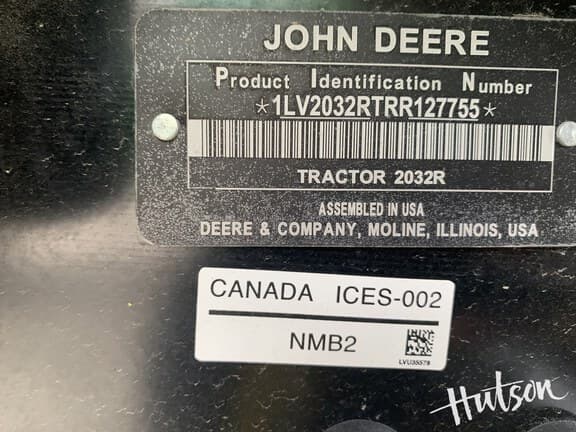 JOHN DEERE
Product Identification Number
*1LV2032RTRR127755*
TRACTOR 2032R
ASSEMBLED IN USA
DEERE & COMPANY, MOLINE, ILLINOIS, USA
CANADA ICES-002
NMB2
LVU35579
Hutson